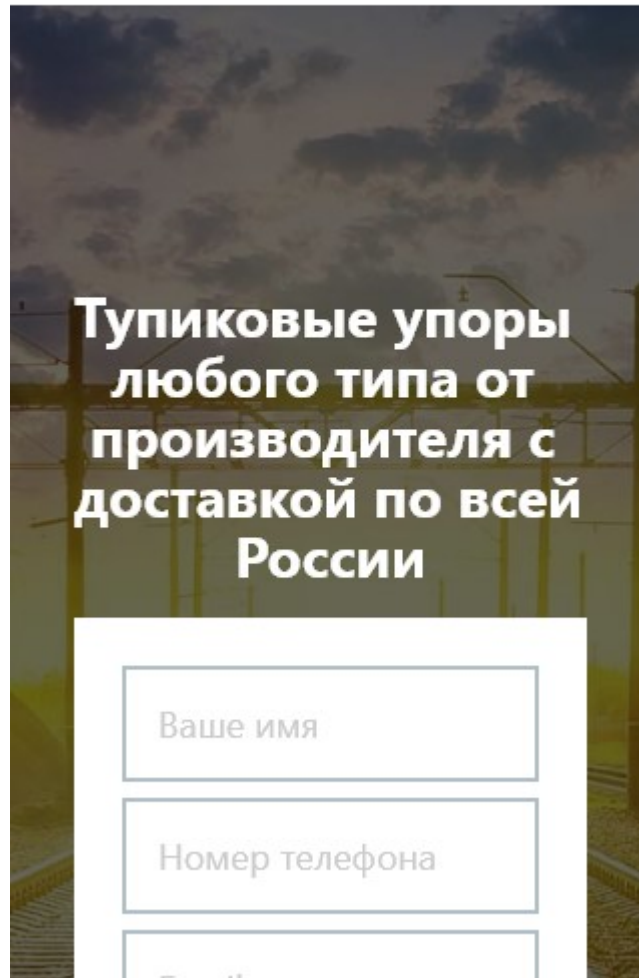 Тупиковые упоры
любого типа от
производителя с
доставкой по всей
России
Ваше имя
Номер телефона